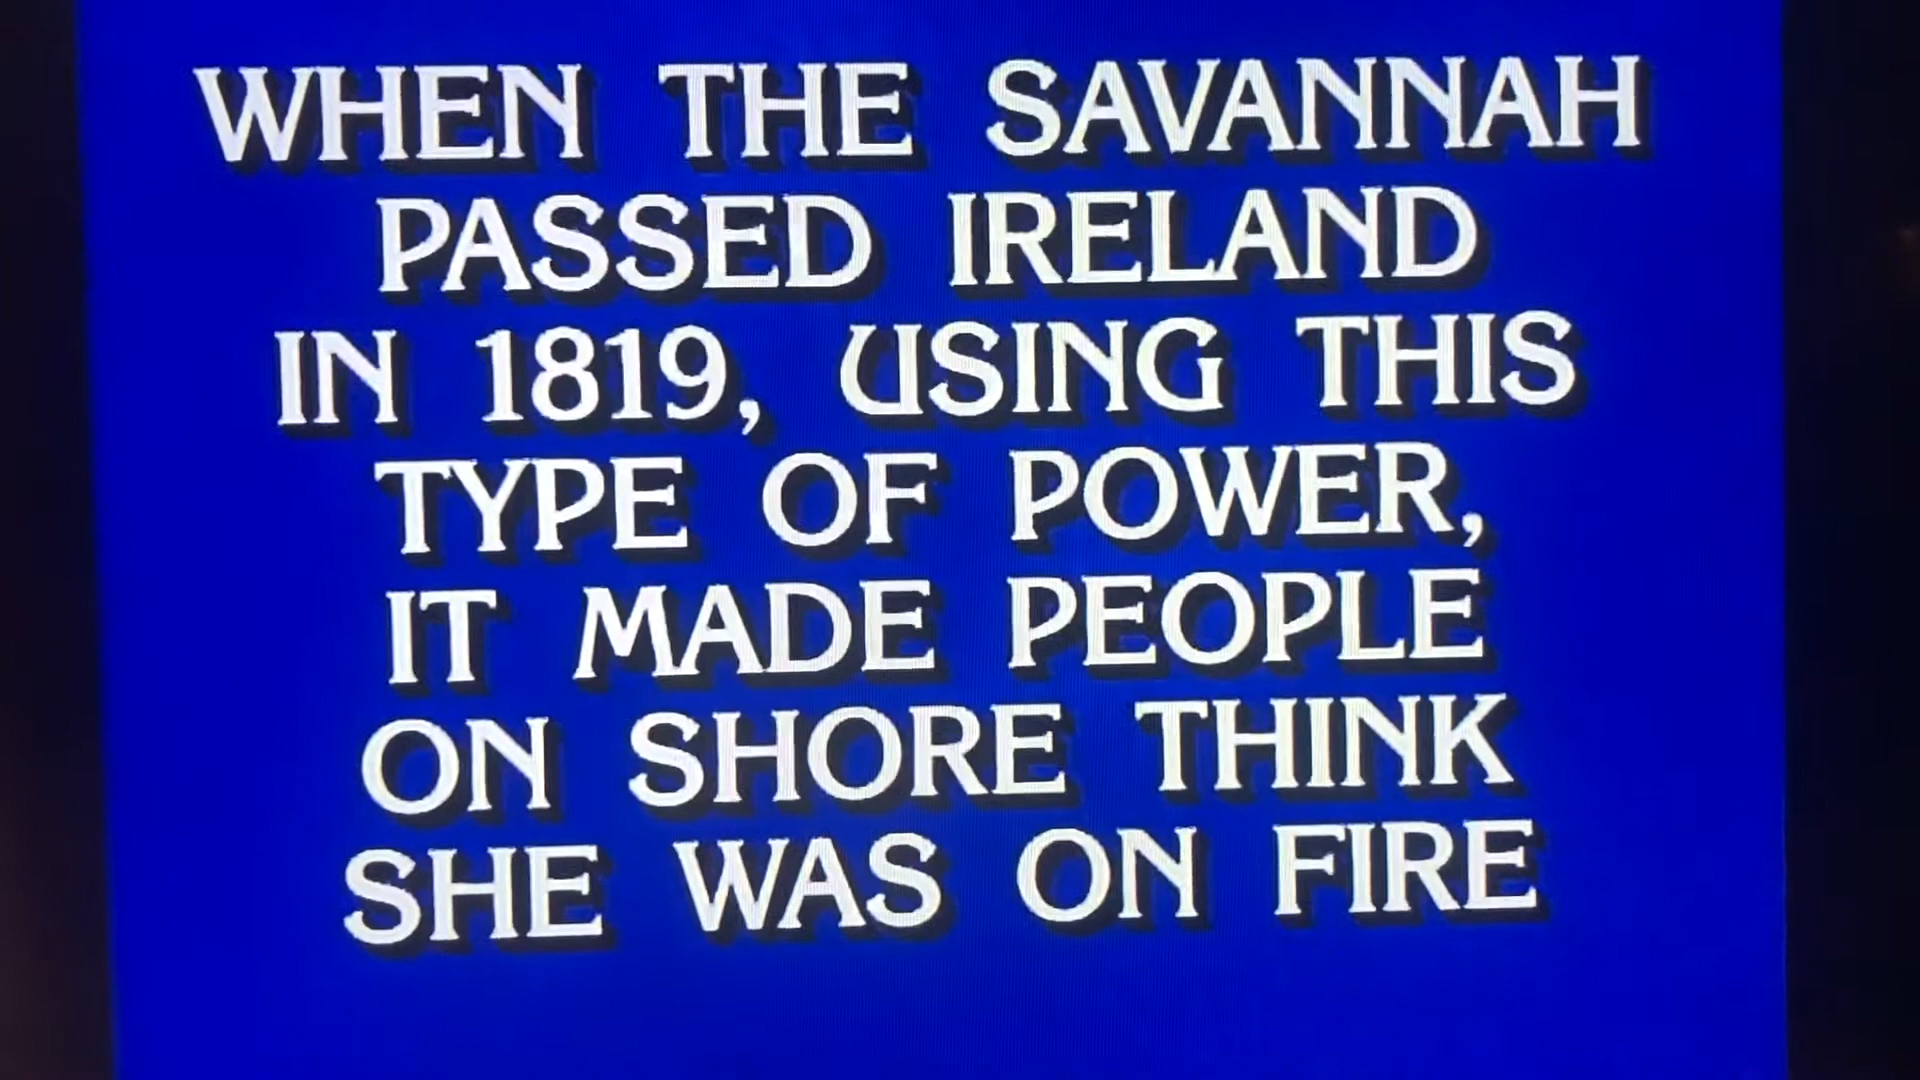 WHEN THE SAVANNAH
PASSED IRELAND
IN 1819, USING THIS
TYPE OF POWER,
IT MADE PEOPLE
ON SHORE THINK
SHE WAS ON FIRE